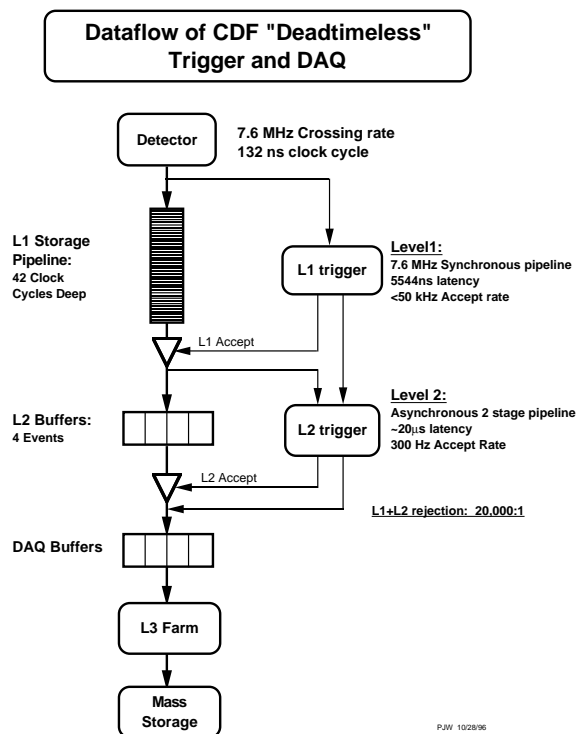 Dataflow of CDF "Deadtimeless"
Trigger and DAQ
Detector
7.6 MHz Crossing rate
132 ns clock cycle
L1 Storage
Pipeline:
42 Clock
Cycles Deep
L1 trigger
Level1:
7.6 MHz Synchronous pipeline
5544ns latency
<50 kHz Accept rate
L1 Accept
L2 Buffers:
4 Events
L2 trigger
Level 2:
Asynchronous 2 stage pipeline
~20µs latency
300 Hz Accept Rate
L2 Accept
L1+L2 rejection: 20,000:1
DAQ Buffers
L3 Farm
Mass
Storage
PJW 10/28/96